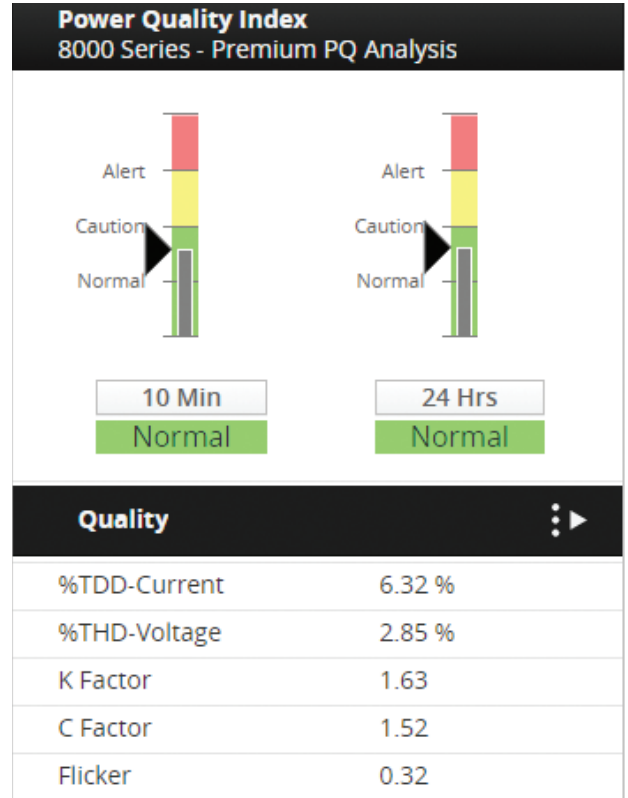 Power Quality Index
8000 Series - Premium PQ Analysis
Alert
Caution
Normal
Alert
Caution
Normal
10 Min
Normal
24 Hrs
Normal
Quality
%TDD-Current 6.32 %
%THD-Voltage 2.85 %
K Factor 1.63
C Factor 1.52
Flicker 0.32